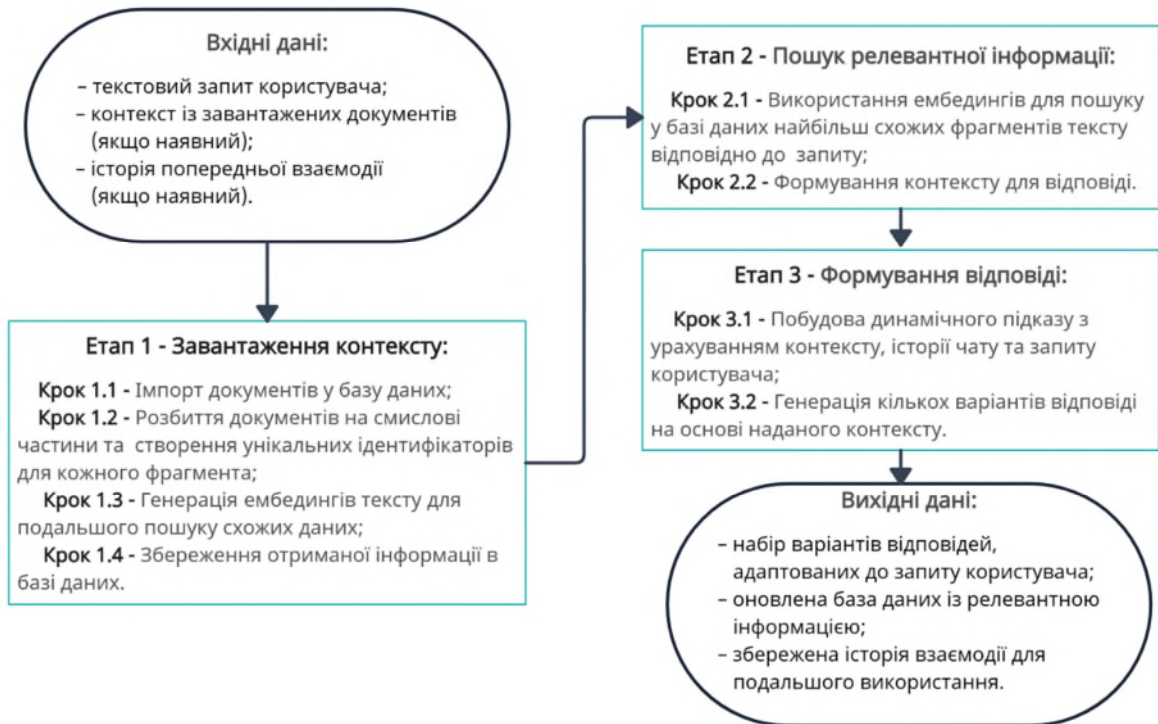 Вхідні дані:
– текстовий запит користувача;
– контекст із завантажених документів
(якщо наявний);
– історія попередньої взаємодії
(якщо наявний).
Етап 1 - Завантаження контексту:
Крок 1.1 - Імпорт документів у базу даних;
Крок 1.2 - Розбиття документів на смислові
частини та створення унікальних ідентифікаторів
для кожного фрагмента;
Крок 1.3 - Генерація ембедингів тексту для
подальшого пошуку схожих даних;
Крок 1.4 - Збереження отриманої інформації в
базі даних.
Етап 2 - Пошук релевантної інформації:
Крок 2.1 - Використання ембедингів для пошуку
у базі даних найбільш схожих фрагментів тексту
відповідно до запиту;
Крок 2.2 - Формування контексту для відповіді.
Етап 3 - Формування відповіді:
Крок 3.1 - Побудова динамічного підказу з
урахуванням контексту, історії чату та запиту
користувача;
Крок 3.2 - Генерація кількох варіантів відповіді
на основі наданого контексту.
Вихідні дані:
– набір варіантів відповідей,
адаптованих до запиту користувача;
– оновлена база даних із релевантною
інформацією;
– збережена історія взаємодії для
подальшого використання.